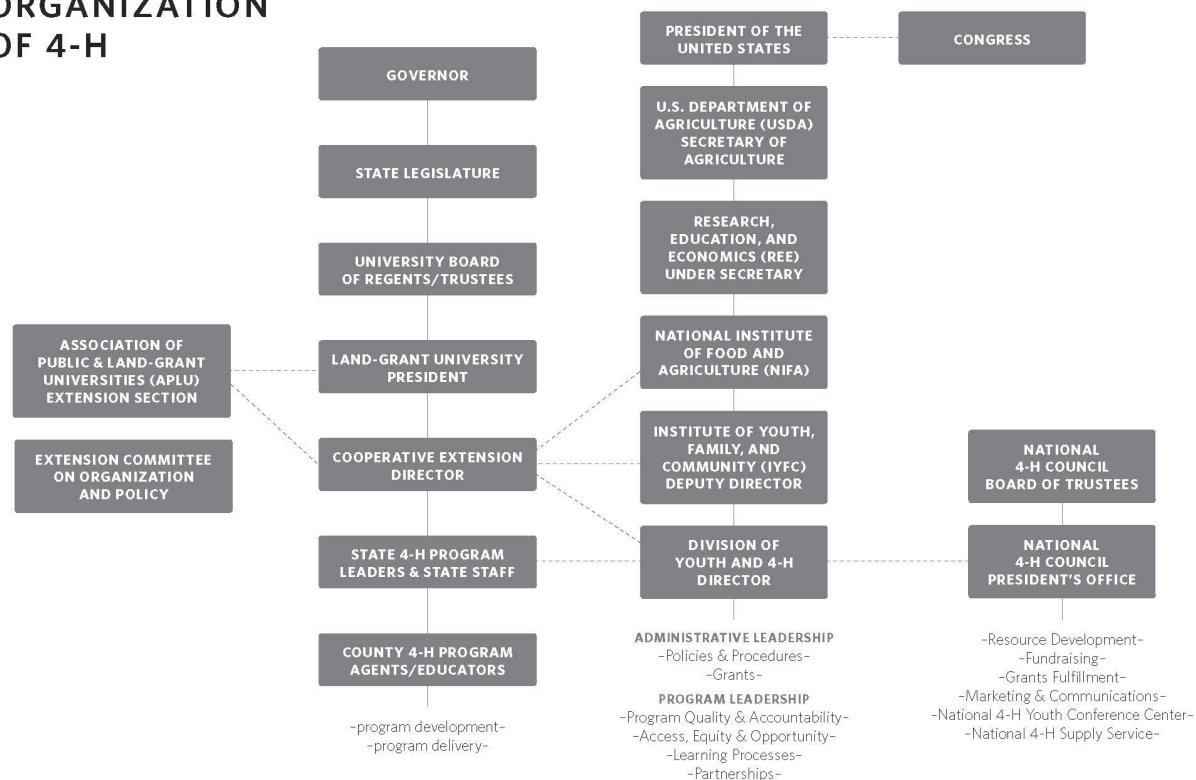 ORGANIZATION
OF 4-H
GOVERNOR
STATE LEGISLATURE
UNIVERSITY BOARD
OF REGENTS/TRUSTEES
ASSOCIATION OF
PUBLIC & LAND-GRANT
UNIVERSITIES (APLU)
EXTENSION SECTION
EXTENSION COMMITTEE
ON ORGANIZATION
AND POLICY
LAND-GRANT UNIVERSITY
PRESIDENT
COOPERATIVE EXTENSION
DIRECTOR
STATE 4-H PROGRAM
LEADERS & STATE STAFF
COUNTY 4-H PROGRAM
AGENTS/EDUCATORS
–program development–
–program delivery–
PRESIDENT OF THE
UNITED STATES
CONGRESS
U.S. DEPARTMENT OF
AGRICULTURE (USDA)
SECRETARY OF
AGRICULTURE
RESEARCH,
EDUCATION, AND
ECONOMICS (REE)
UNDER SECRETARY
NATIONAL INSTITUTE
OF FOOD AND
AGRICULTURE (NIFA)
INSTITUTE OF YOUTH,
FAMILY, AND
COMMUNITY (IYFC)
DEPUTY DIRECTOR
DIVISION OF
YOUTH AND 4-H
DIRECTOR
ADMINISTRATIVE LEADERSHIP
–Policies & Procedures–
–Grants–
PROGRAM LEADERSHIP
–Program Quality & Accountability–
–Access, Equity & Opportunity–
–Learning Processes–
–Partnerships–
NATIONAL
4-H COUNCIL
BOARD OF TRUSTEES
NATIONAL
4-H COUNCIL
PRESIDENT'S OFFICE
–Resource Development–
–Fundraising–
–Grants Fulfillment–
–Marketing & Communications–
–National 4-H Youth Conference Center–
–National 4-H Supply Service–